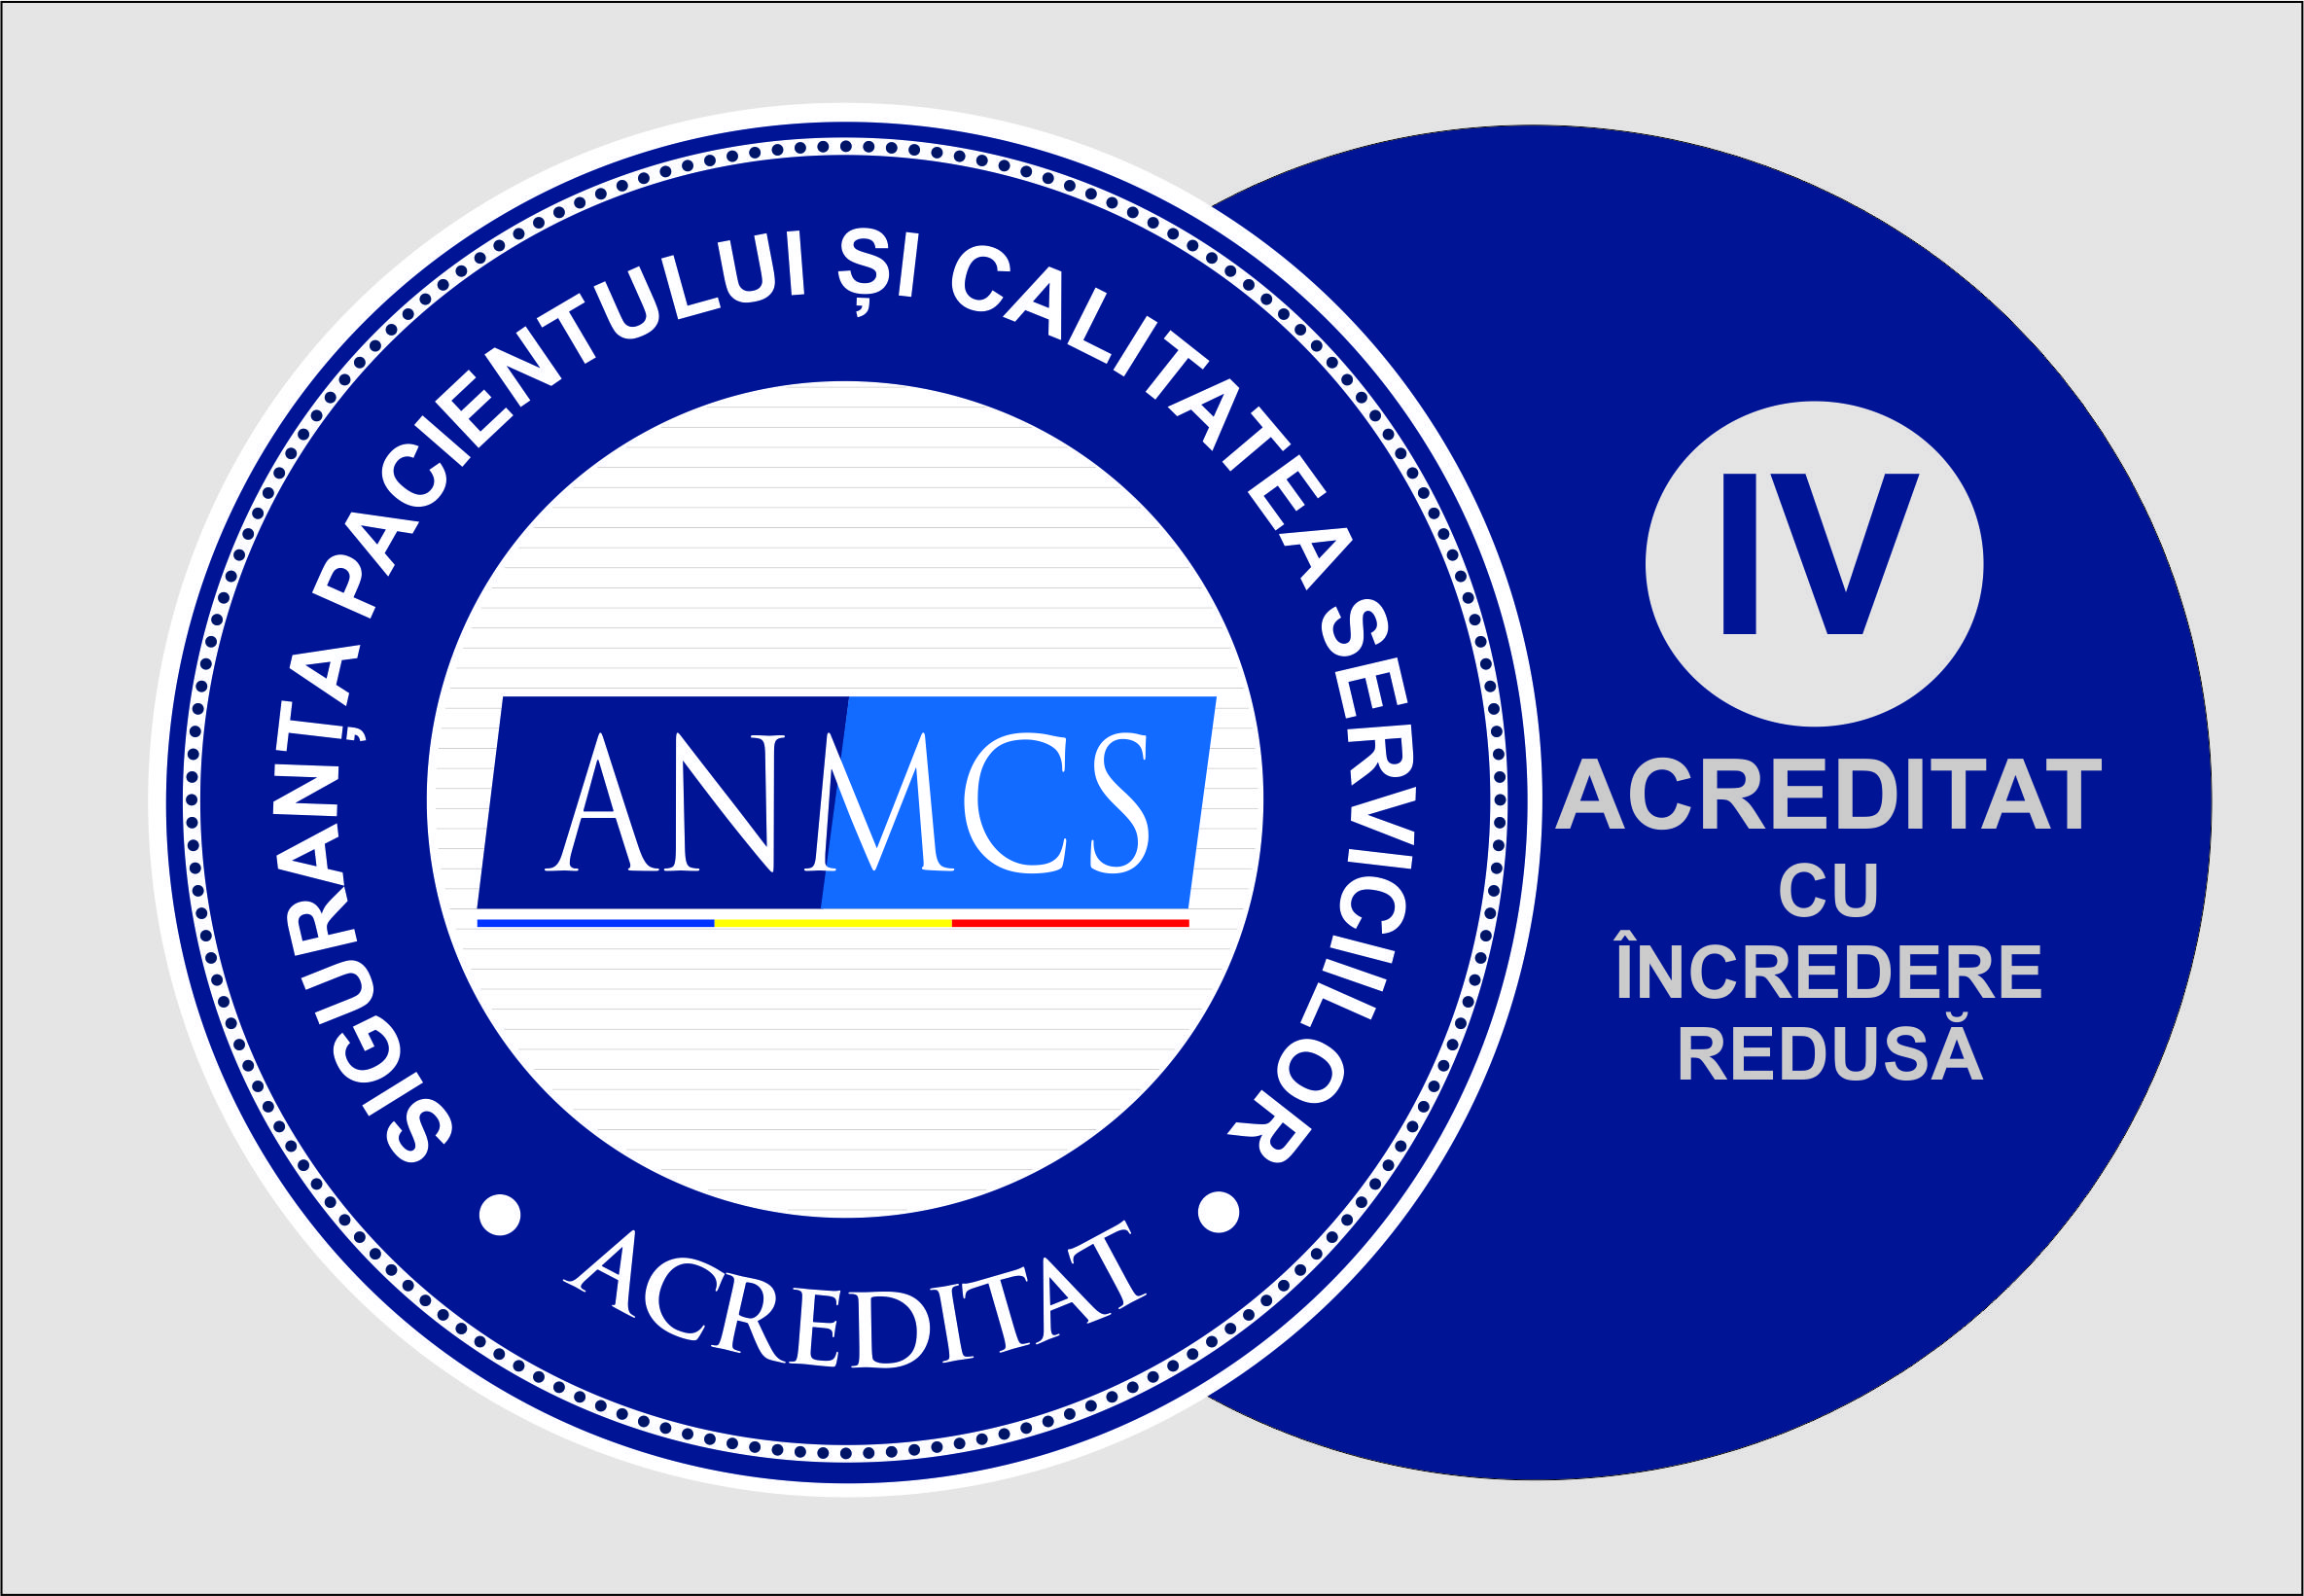 SIGURANȚA PACIENTULUI ȘI CALITATEA SERVICIILOR
ANMCS
ACREDITAT
IV
ACREDITAT
CU
ÎNCREDERE
REDUSĂ